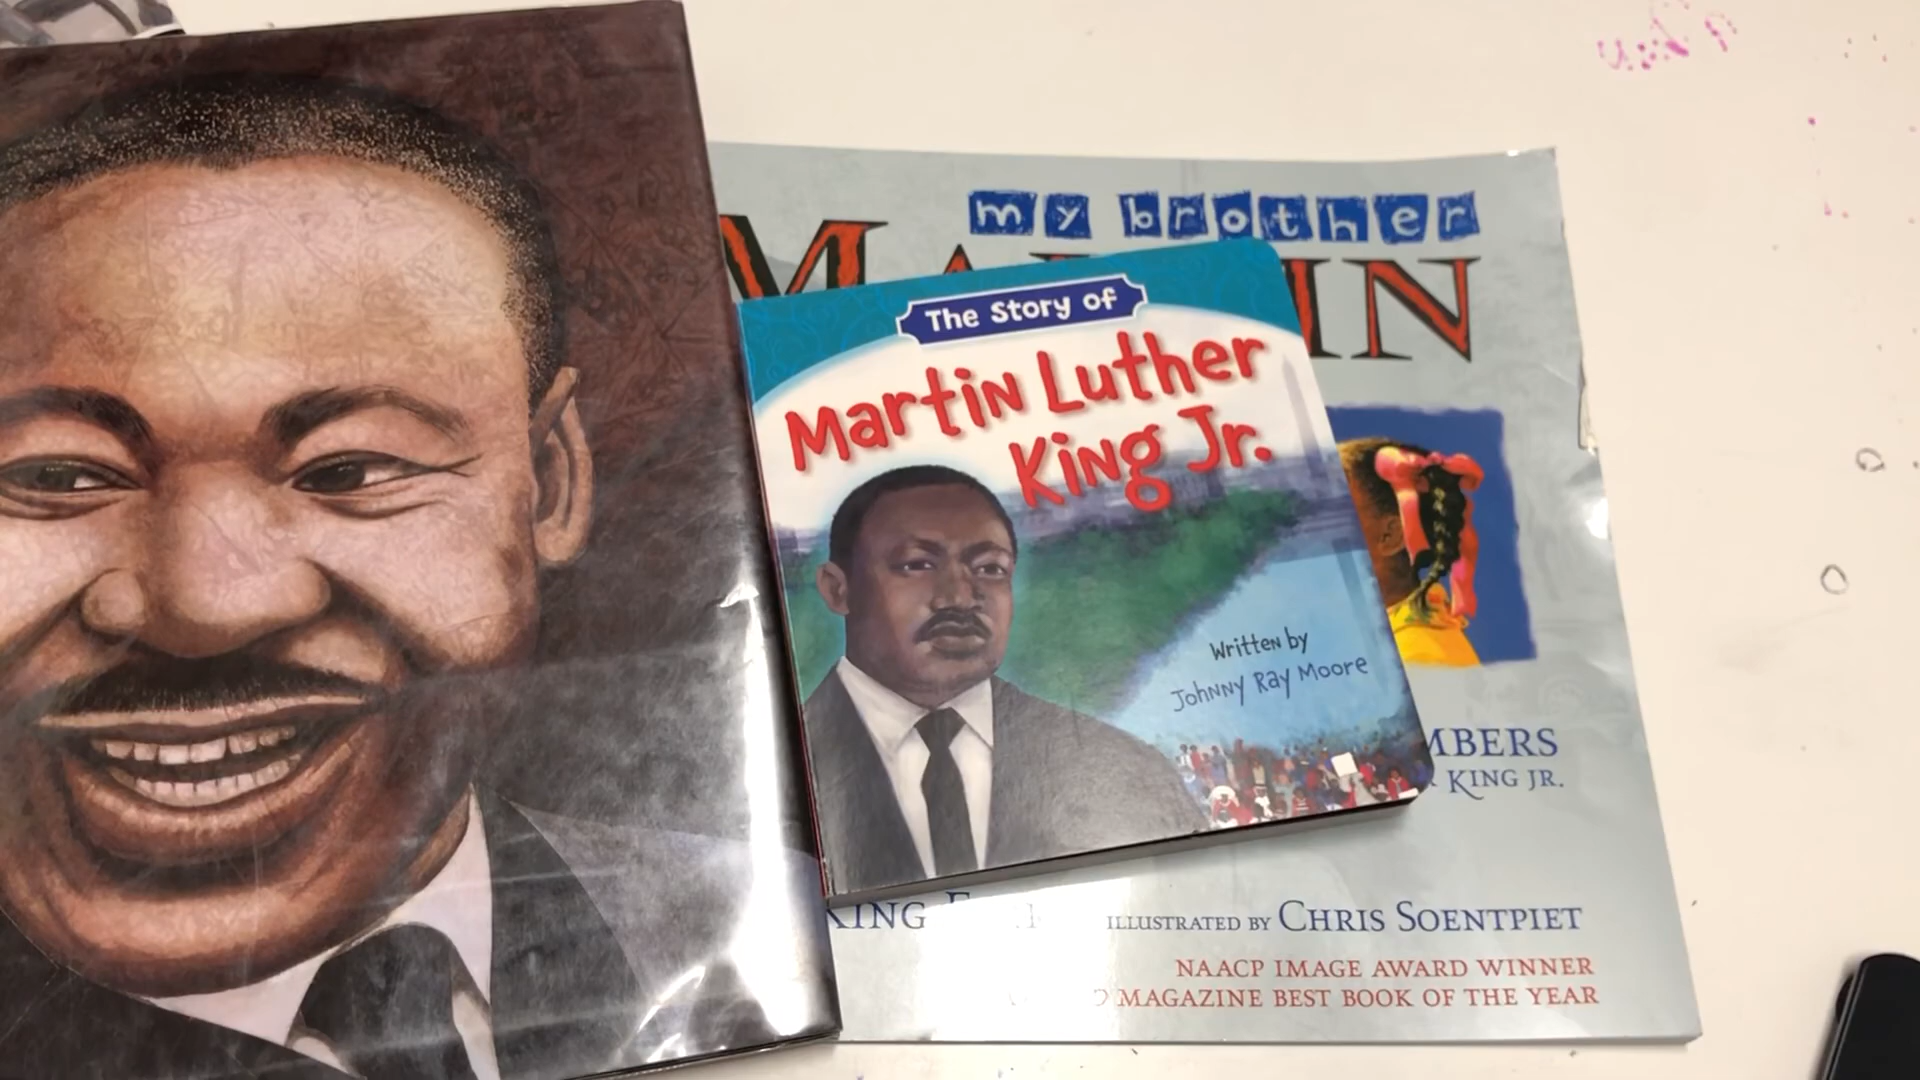 my brother
The Story of
Martin Luther
King Jr.
Written by
Johnny Ray Moore
KING JR.
ILLUSTRATED BY CHRIS SOENTPIET
NAACP IMAGE AWARD WINNER
MAGAZINE BEST BOOK OF THE YEAR